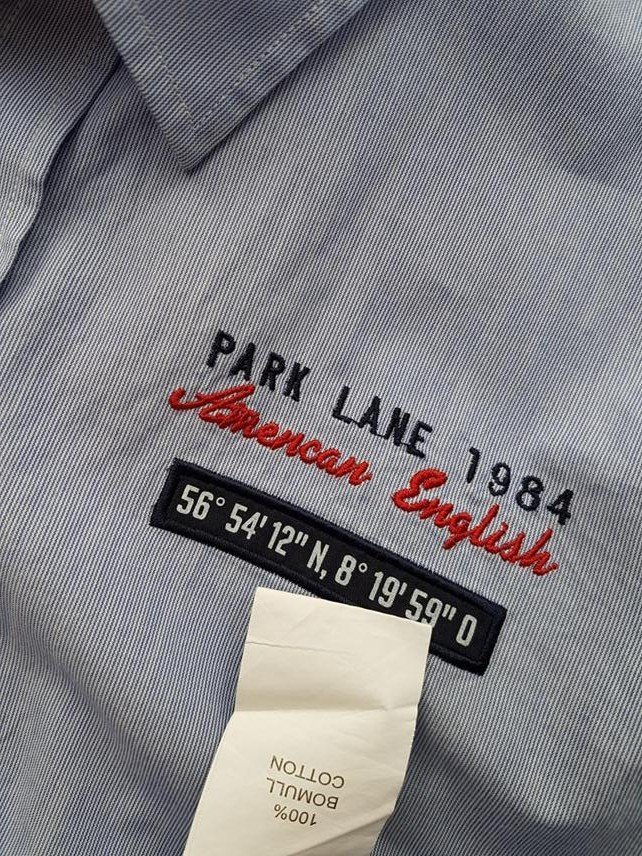 PARK LANE 1984
American English
56° 54' 12" N, 8° 19' 59" O
100%
BOMULL
COTTON